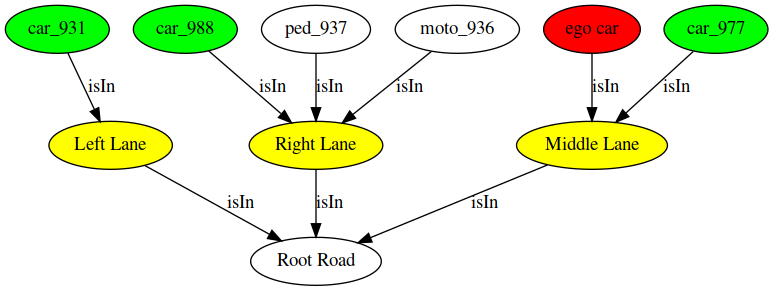 car_931 car_988 ped_937 moto_936 ego car car_977
isIn isIn isIn isIn isIn isIn
Left Lane Right Lane Middle Lane
isIn isIn isIn
Root Road